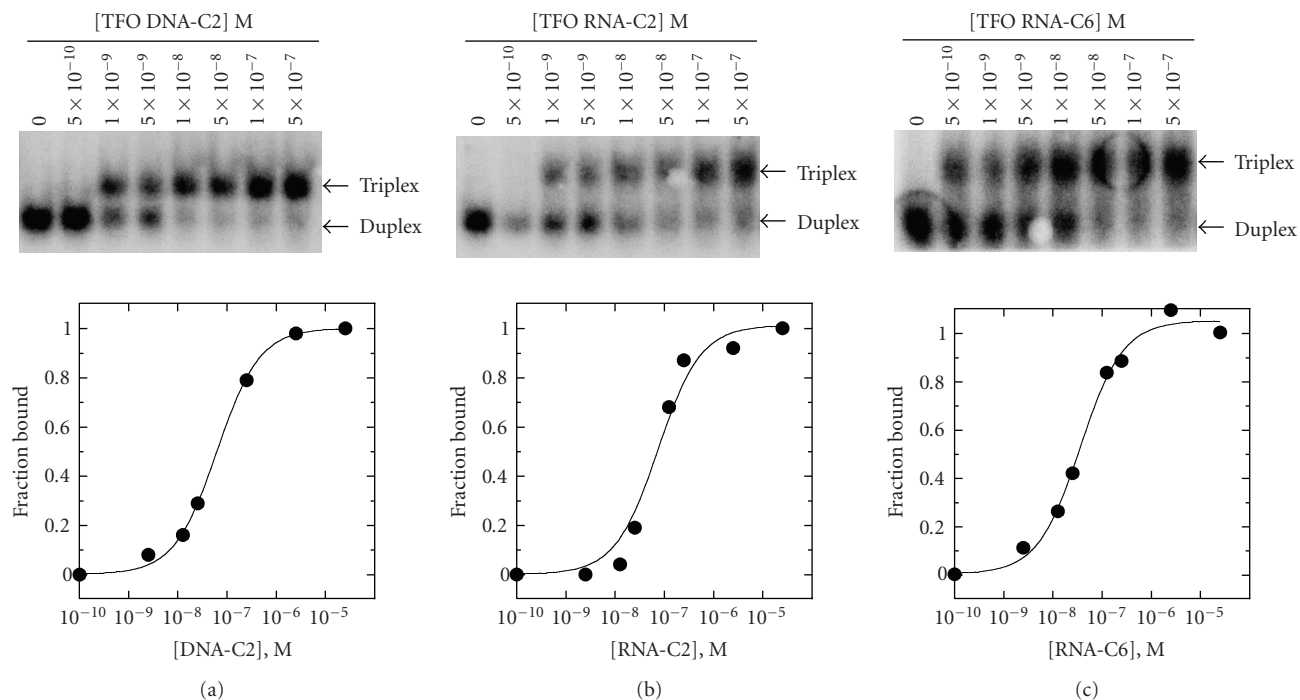 [TFO DNA-C2] M
0
5 × 10⁻¹⁰
1 × 10⁻⁹
5 × 10⁻⁹
1 × 10⁻⁸
5 × 10⁻⁸
1 × 10⁻⁷
5 × 10⁻⁷
Triplex
Duplex
[TFO RNA-C2] M
0
5 × 10⁻¹⁰
1 × 10⁻⁹
5 × 10⁻⁹
1 × 10⁻⁸
5 × 10⁻⁸
1 × 10⁻⁷
5 × 10⁻⁷
Triplex
Duplex
[TFO RNA-C6] M
0
5 × 10⁻¹⁰
1 × 10⁻⁹
5 × 10⁻⁹
1 × 10⁻⁸
5 × 10⁻⁸
1 × 10⁻⁷
5 × 10⁻⁷
Triplex
Duplex
Fraction bound
1
0.8
0.6
0.4
0.2
0
10⁻¹⁰ 10⁻⁹ 10⁻⁸ 10⁻⁷ 10⁻⁶ 10⁻⁵
[DNA-C2], M
(a)
Fraction bound
1
0.8
0.6
0.4
0.2
0
10⁻¹⁰ 10⁻⁹ 10⁻⁸ 10⁻⁷ 10⁻⁶ 10⁻⁵
[RNA-C2], M
(b)
Fraction bound
1
0.8
0.6
0.4
0.2
0
10⁻¹⁰ 10⁻⁹ 10⁻⁸ 10⁻⁷ 10⁻⁶ 10⁻⁵
[RNA-C6], M
(c)